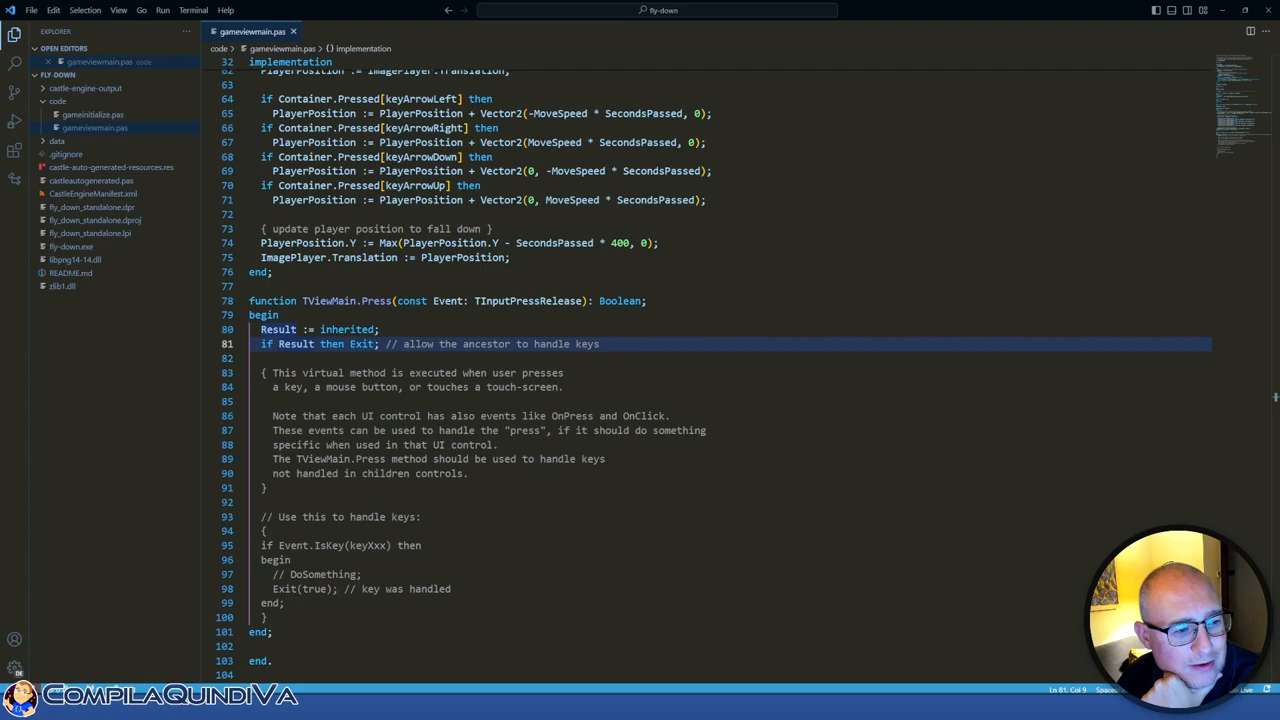 File Edit Selection View Go Run Terminal Help
fly-down
EXPLORER
OPEN EDITORS
gameviewmain.pas code
FLY-DOWN
castle-engine-output
code
gameinitialize.pas
gameviewmain.pas
data
.gitignore
castle-auto-generated-resources.res
castleautogenerated.pas
CastleEngineManifest.xml
fly_down_standalone.dpr
fly_down_standalone.dproj
fly_down_standalone.lpi
fly-down.exe
libpng14-14.dll
README.md
zlib1.dll
gameviewmain.pas
code > gameviewmain.pas > {} implementation
32 implementation
62 PlayerPosition := ImagePlayer.Translation;
63
64 if Container.Pressed[keyArrowLeft] then
65 PlayerPosition := PlayerPosition + Vector2(-MoveSpeed * SecondsPassed, 0);
66 if Container.Pressed[keyArrowRight] then
67 PlayerPosition := PlayerPosition + Vector2(MoveSpeed * SecondsPassed, 0);
68 if Container.Pressed[keyArrowDown] then
69 PlayerPosition := PlayerPosition + Vector2(0, -MoveSpeed * SecondsPassed);
70 if Container.Pressed[keyArrowUp] then
71 PlayerPosition := PlayerPosition + Vector2(0, MoveSpeed * SecondsPassed);
72
73 { update player position to fall down }
74 PlayerPosition.Y := Max(PlayerPosition.Y - SecondsPassed * 400, 0);
75 ImagePlayer.Translation := PlayerPosition;
76 end;
77
78 function TViewMain.Press(const Event: TInputPressRelease): Boolean;
79 begin
80 Result := inherited;
81 if Result then Exit; // allow the ancestor to handle keys
82
83 { This virtual method is executed when user presses
84 a key, a mouse button, or touches a touch-screen.
85
86 Note that each UI control has also events like OnPress and OnClick.
87 These events can be used to handle the "press", if it should do something
88 specific when used in that UI control.
89 The TViewMain.Press method should be used to handle keys
90 not handled in children controls.
91 }
92
93 // Use this to handle keys:
94 {
95 if Event.IsKey(keyXxx) then
96 begin
97 // DoSomething;
98 Exit(true); // key was handled
99 end;
100 }
101 end;
102
103 end.
104
DE
COMPILAQUINDIVA
Ln 81, Col 9
Live